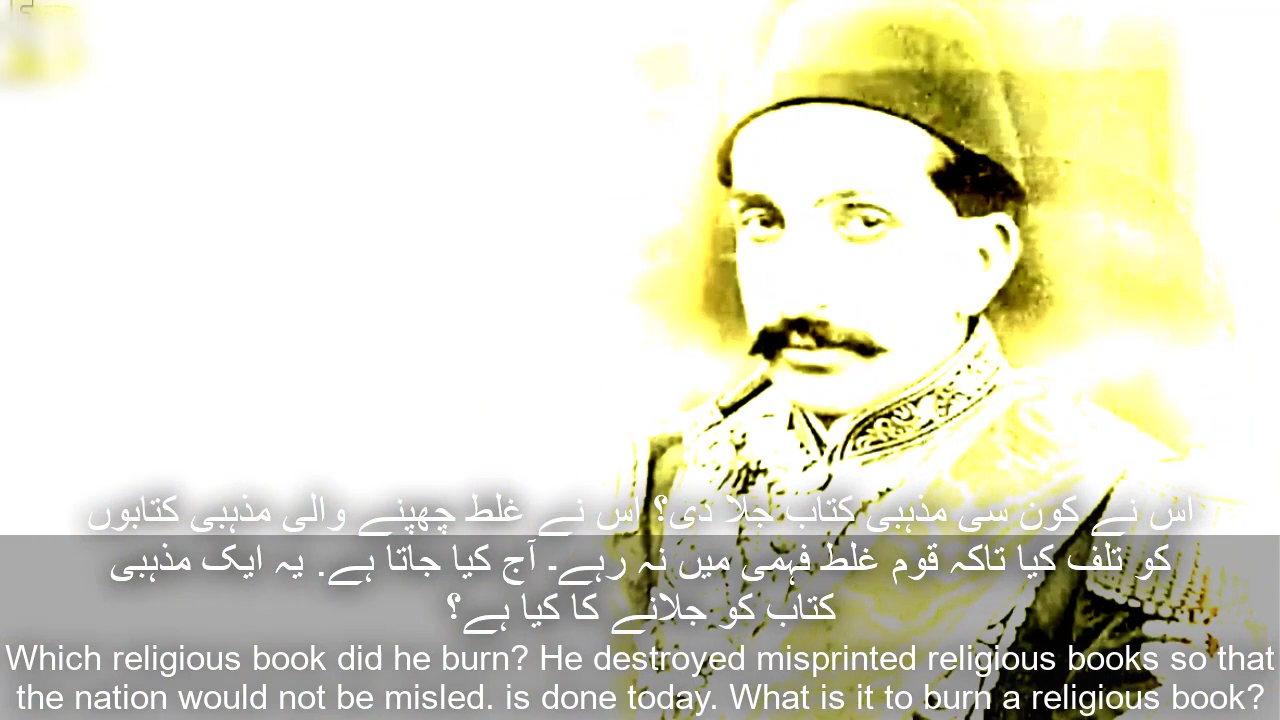 اس نے کون سی مذہبی کتاب جلا دی؟ اس نے غلط چھپنے والی مذہبی کتابوں
کو تلف کیا تاکہ قوم غلط فہمی میں نہ رہے۔ آج کیا جاتا ہے. یہ ایک مذہبی
کتاب کو جلانے کا کیا ہے؟
Which religious book did he burn? He destroyed misprinted religious books so that
the nation would not be misled. is done today. What is it to burn a religious book?